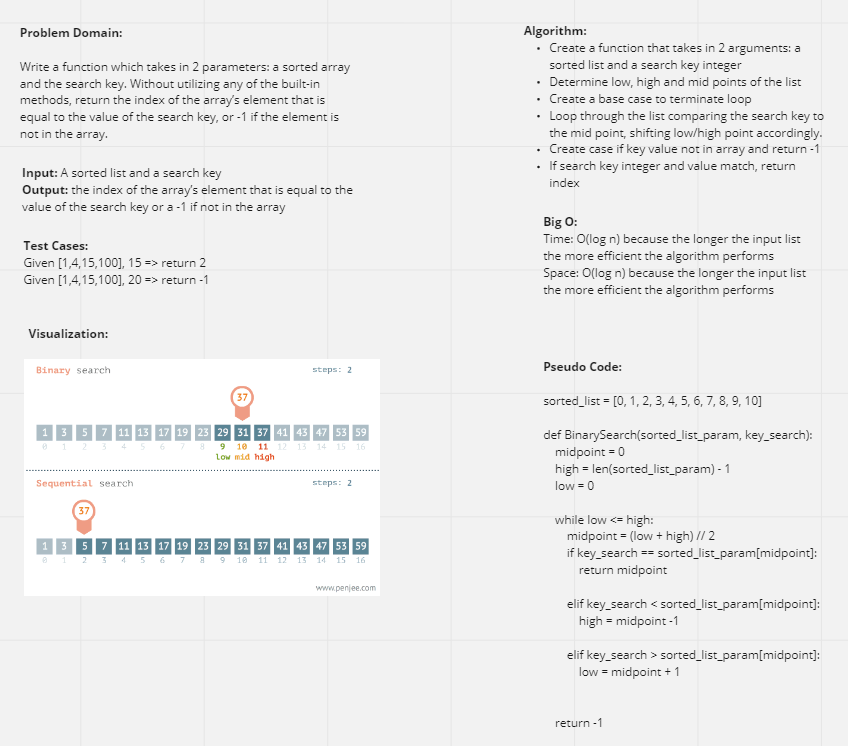 Problem Domain:
Write a function which takes in 2 parameters: a sorted array
and the search key. Without utilizing any of the built-in
methods, return the index of the array's element that is
equal to the value of the search key, or -1 if the element is
not in the array.
Input: A sorted list and a search key
Output: the index of the array's element that is equal to the
value of the search key or a -1 if not in the array
Test Cases:
Given [1,4,15,100], 15 => return 2
Given [1,4,15,100], 20 => return -1
Visualization:
Binary search steps: 2
37
1 3 5 7 11 13 17 19 23 29 31 37 41 43 47 53 59
0 1 2 3 4 5 6 7 8 9 10 11 12 13 14 15 16
low mid high
Sequential search steps: 2
37
1 3 5 7 11 13 17 19 23 29 31 37 41 43 47 53 59
0 1 2 3 4 5 6 7 8 9 10 11 12 13 14 15 16
www.penjee.com
Algorithm:
• Create a function that takes in 2 arguments: a
sorted list and a search key integer
• Determine low, high and mid points of the list
• Create a base case to terminate loop
• Loop through the list comparing the search key to
the mid point, shifting low/high point accordingly.
• Create case if key value not in array and return -1
• If search key integer and value match, return
index
Big O:
Time: O(log n) because the longer the input list
the more efficient the algorithm performs
Space: O(log n) because the longer the input list
the more efficient the algorithm performs
Pseudo Code:
sorted_list = [0, 1, 2, 3, 4, 5, 6, 7, 8, 9, 10]
def BinarySearch(sorted_list_param, key_search):
midpoint = 0
high = len(sorted_list_param) - 1
low = 0
while low <= high:
midpoint = (low + high) // 2
if key_search == sorted_list_param[midpoint]:
return midpoint
elif key_search < sorted_list_param[midpoint]:
high = midpoint -1
elif key_search > sorted_list_param[midpoint]:
low = midpoint + 1
return -1